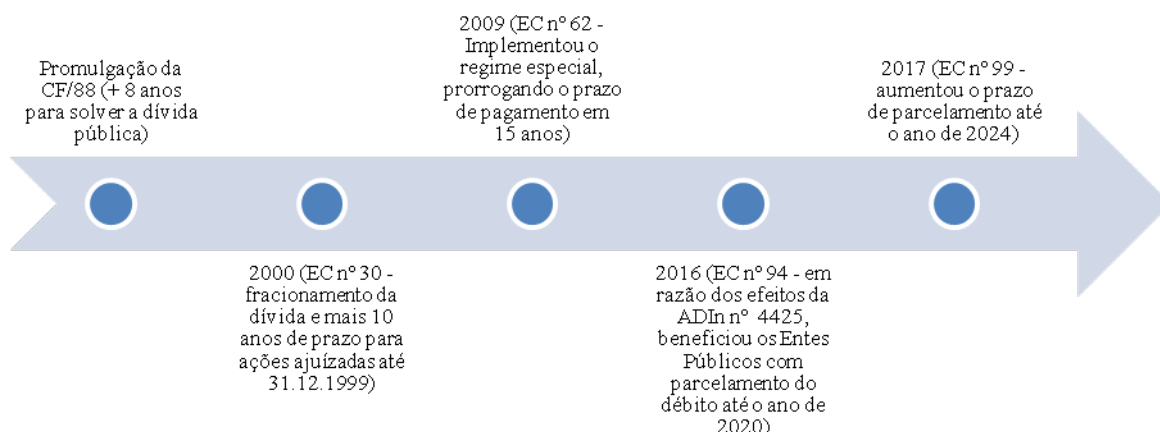 Promulgação da
CF/88 (+ 8 anos
para solver a dívida
pública)
2000 (EC nº 30 -
fracionamento da
dívida e mais 10
anos de prazo para
ações ajuízadas até
31.12.1999)
2009 (EC nº 62 -
Implementou o
regime especial,
prorrogando o prazo
de pagamento em
15 anos)
2016 (EC nº 94 - em
razão dos efeitos da
ADIn nº 4425,
beneficiou os Entes
Públicos com
parcelamento do
débito até o ano de
2020)
2017 (EC nº 99 -
aumentou o prazo
de parcelamento até
o ano de 2024)